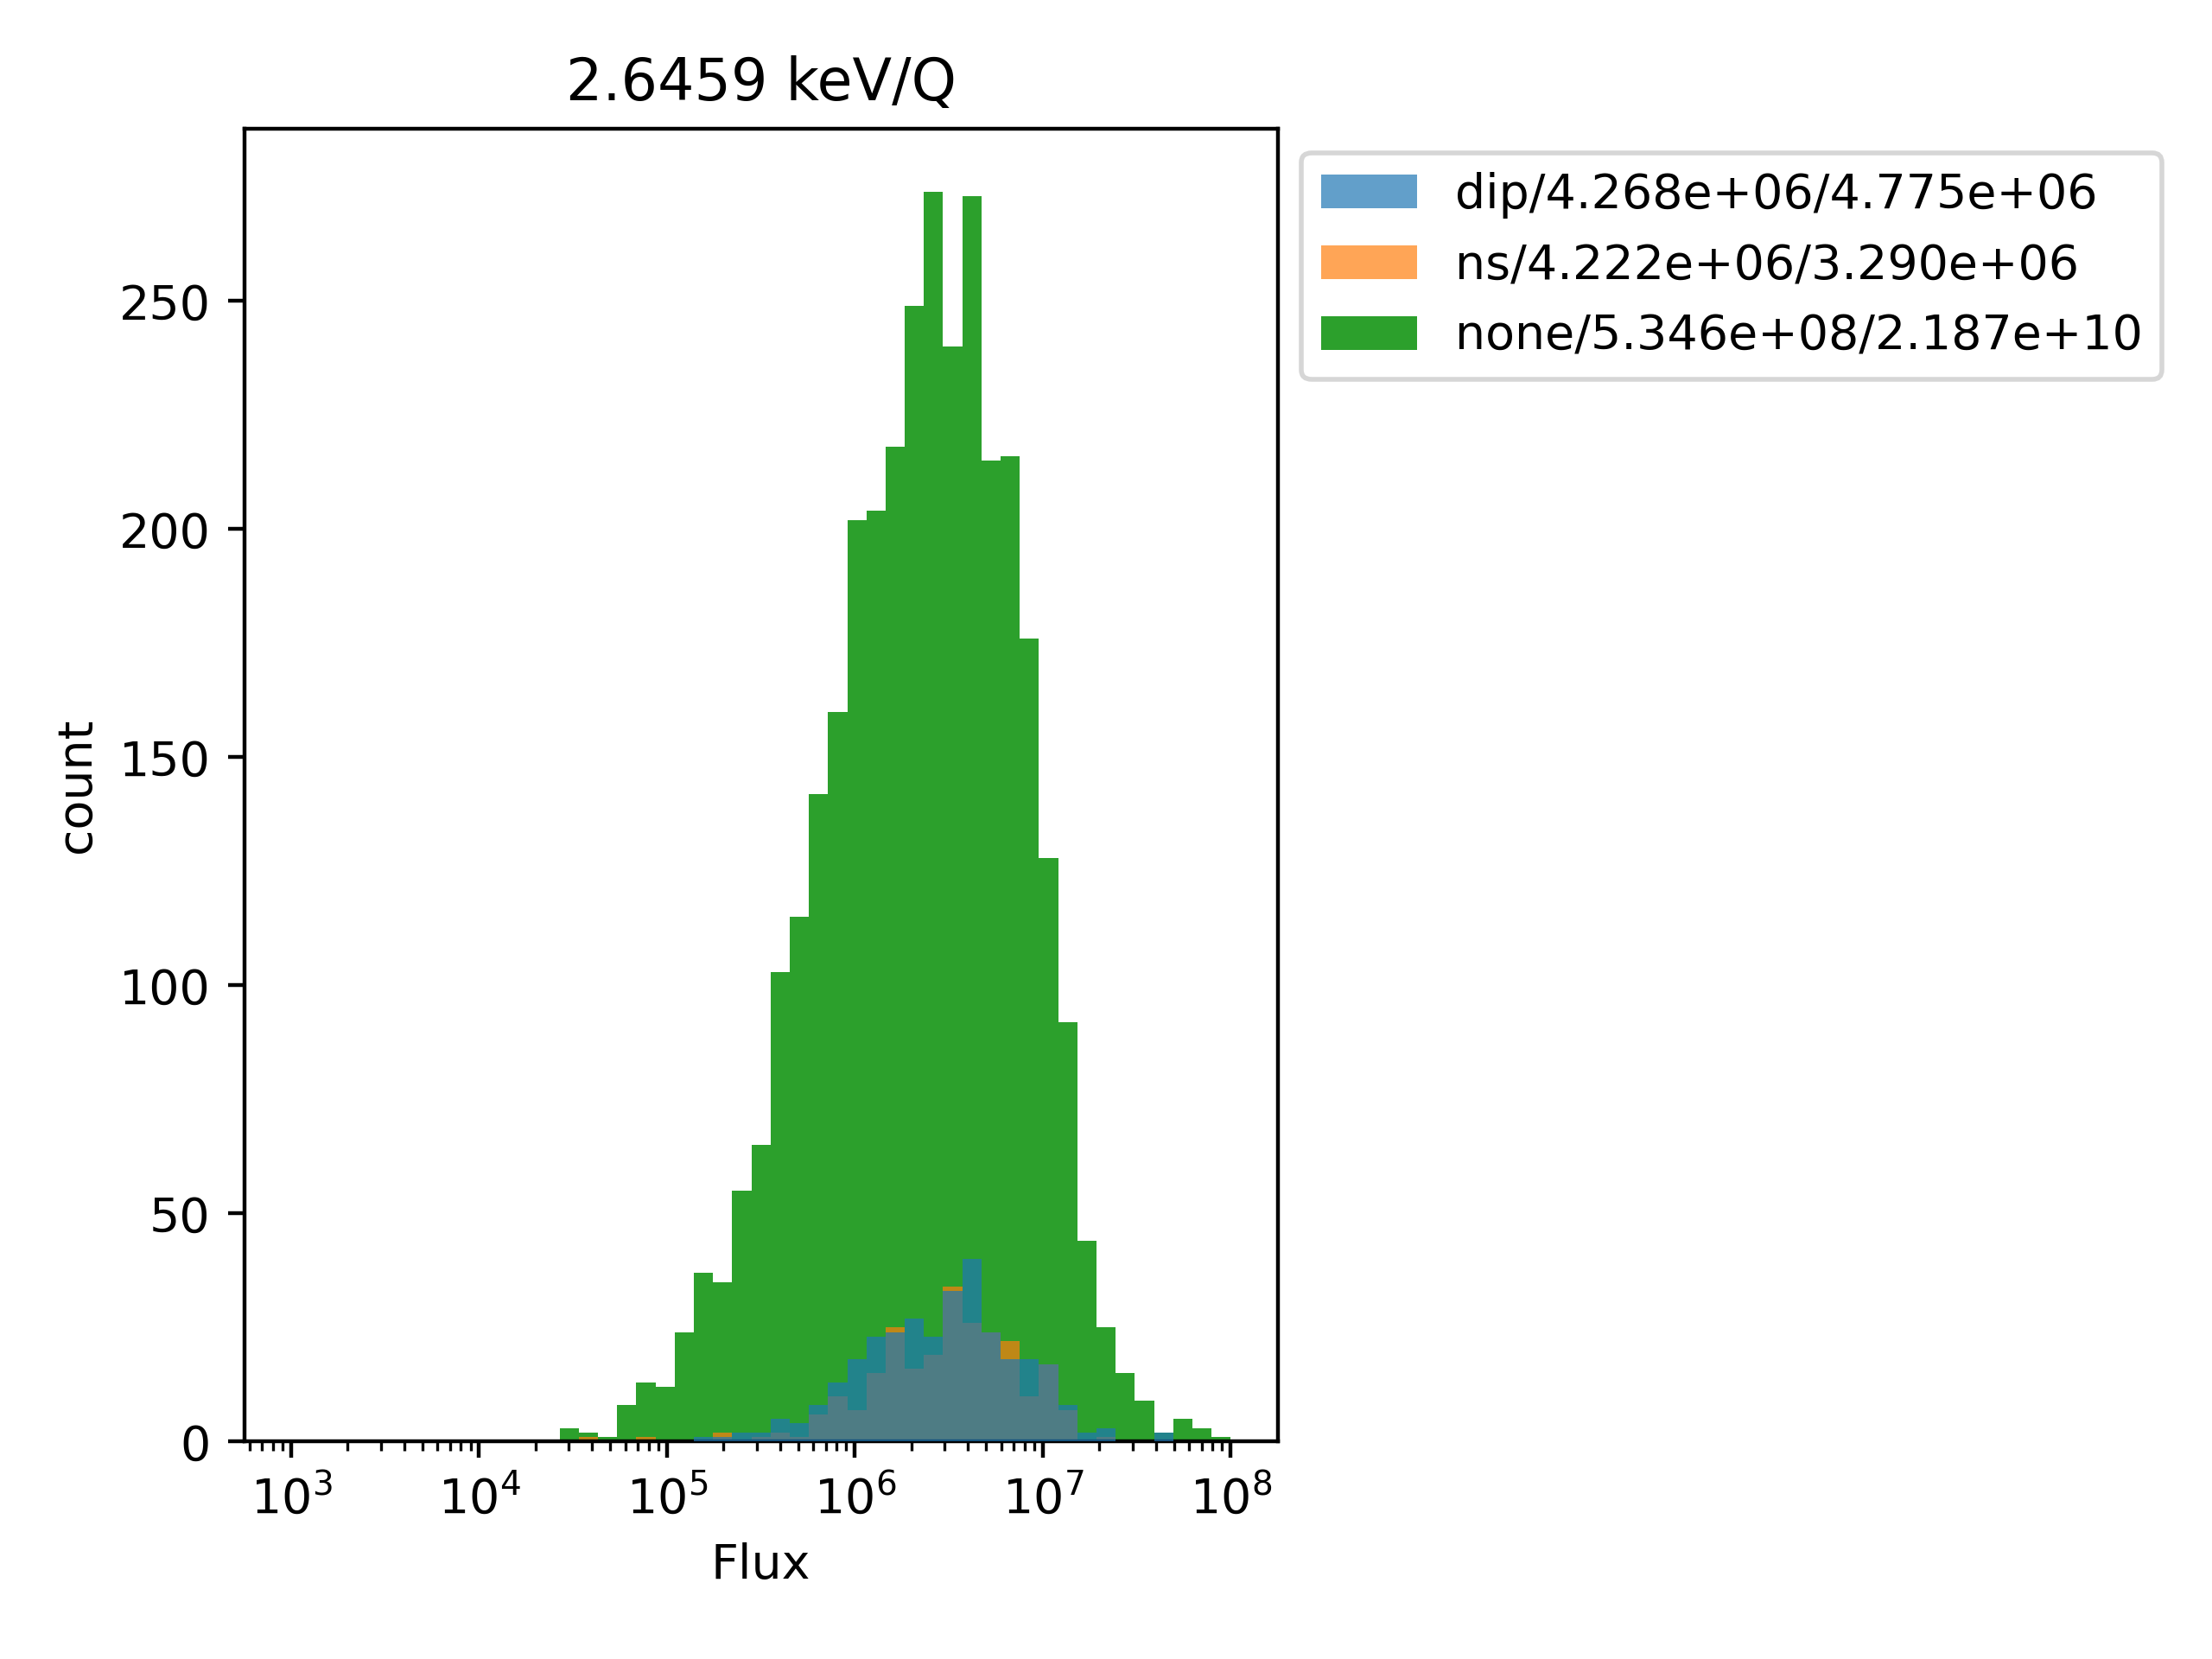 2.6459 keV/Q
dip/4.268e+06/4.775e+06
ns/4.222e+06/3.290e+06
none/5.346e+08/2.187e+10
count
250
200
150
100
50
0
10³ 10⁴ 10⁵ 10⁶ 10⁷ 10⁸
Flux